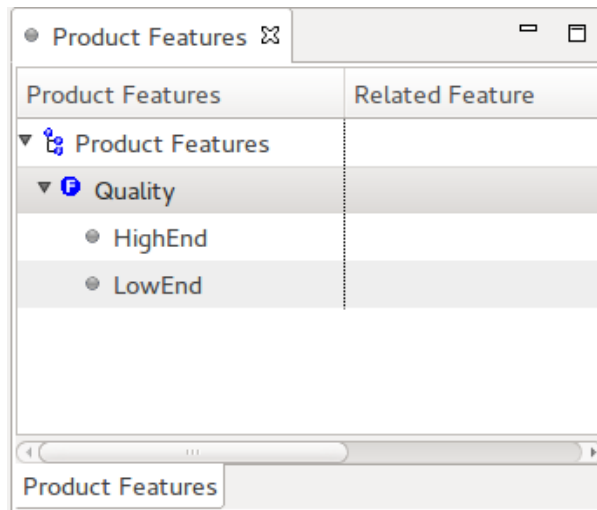 Product Features
Product Features Related Feature
Product Features
Quality
HighEnd
LowEnd
Product Features